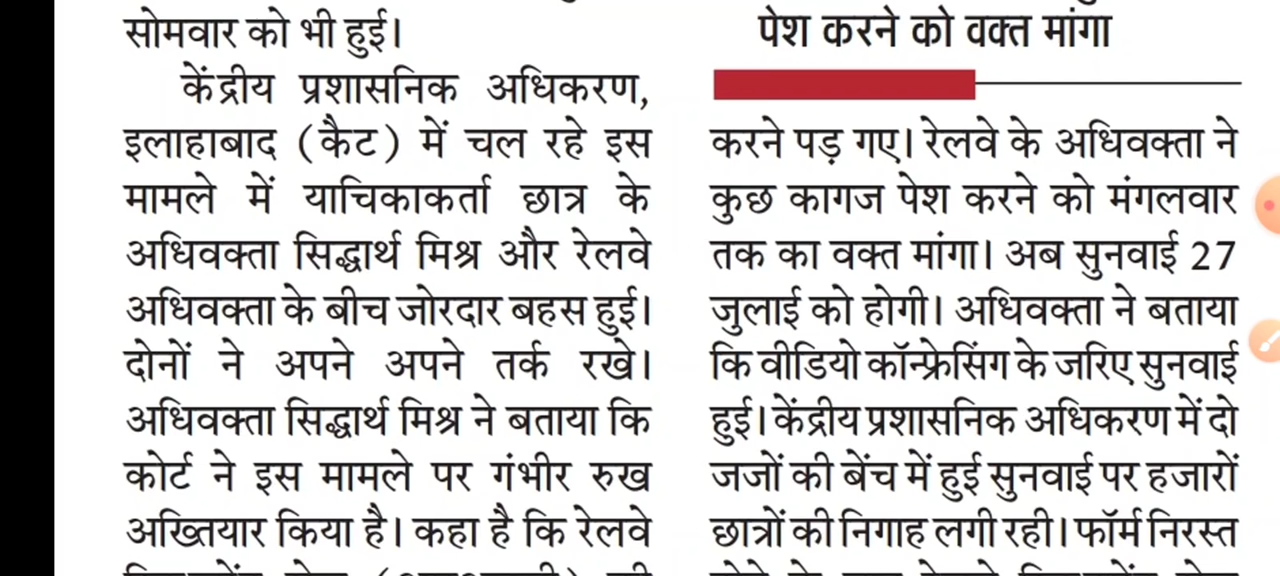 सोमवार को भी हुई।
केंद्रीय प्रशासनिक अधिकरण,
इलाहाबाद (कैट) में चल रहे इस
मामले में याचिकाकर्ता छात्र के
अधिवक्ता सिद्धार्थ मिश्र और रेलवे
अधिवक्ता के बीच जोरदार बहस हुई।
दोनों ने अपने अपने तर्क रखे।
अधिवक्ता सिद्धार्थ मिश्र ने बताया कि
कोर्ट ने इस मामले पर गंभीर रुख
अख्तियार किया है। कहा है कि रेलवे
पेश करने को वक्त मांगा
करने पड़ गए। रेलवे के अधिवक्ता ने
कुछ कागज पेश करने को मंगलवार
तक का वक्त मांगा। अब सुनवाई 27
जुलाई को होगी। अधिवक्ता ने बताया
कि वीडियो कॉन्फ्रेसिंग के जरिए सुनवाई
हुई। केंद्रीय प्रशासनिक अधिकरण में दो
जजों की बेंच में हुई सुनवाई पर हजारों
छात्रों की निगाह लगी रही। फॉर्म निरस्त